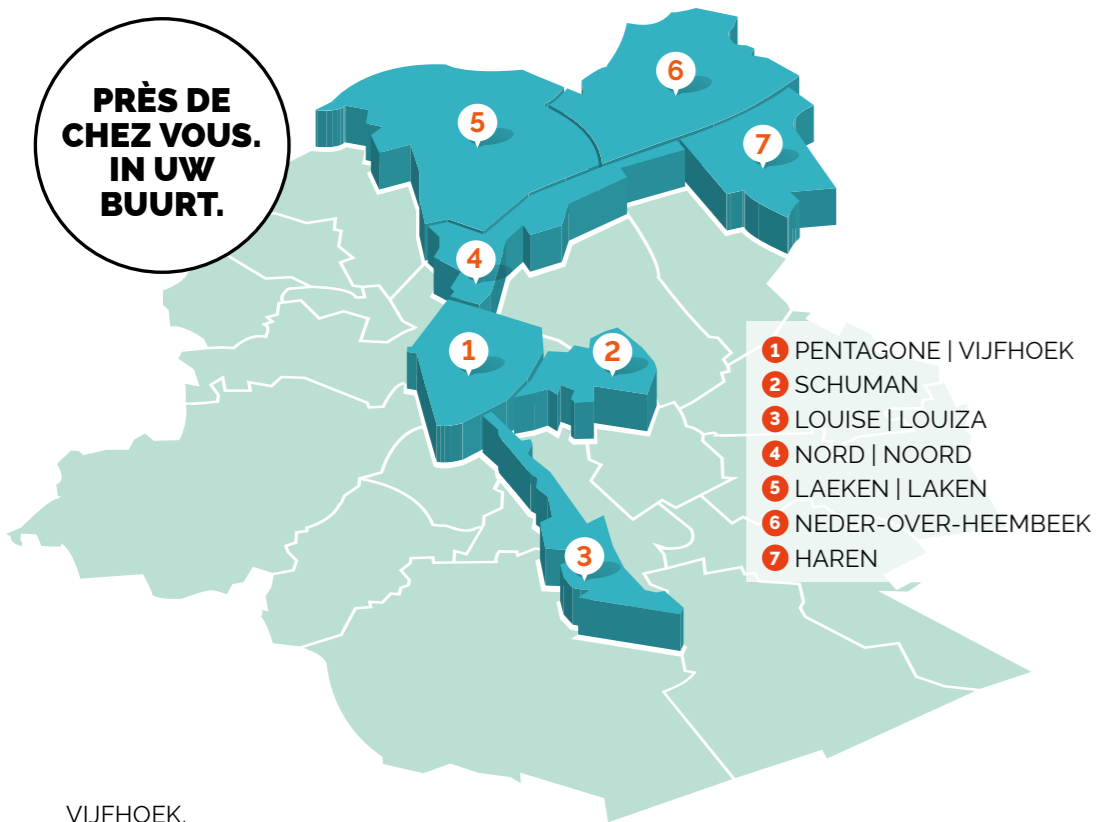 PRÈS DE
CHEZ VOUS.
IN UW
BUURT.
6
5
7
4
1
2
3
1 PENTAGONE | VIJFHOEK
2 SCHUMAN
3 LOUISE | LOUIZA
4 NORD | NOORD
5 LAEKEN | LAKEN
6 NEDER-OVER-HEEMBEEK
7 HAREN
VIJFHOEK.